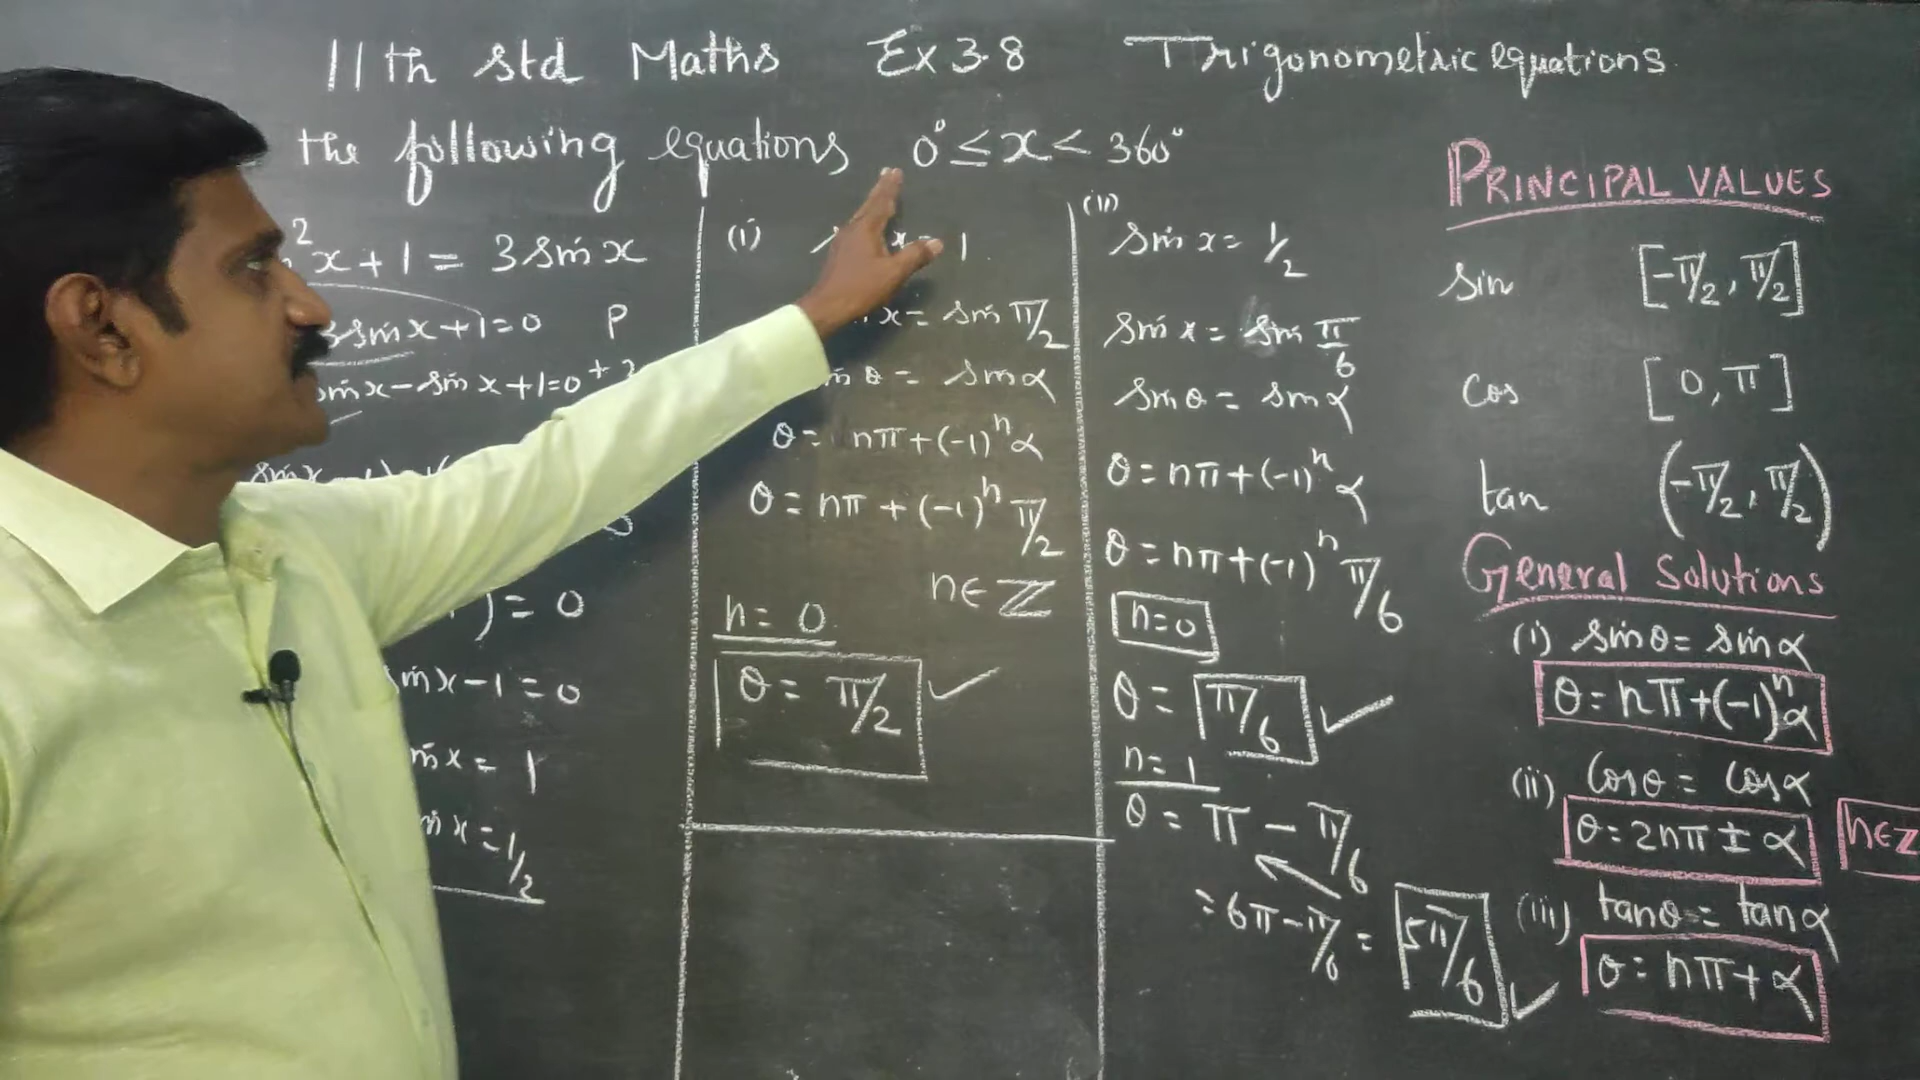 11th std Maths Ex 3.8 Trigonometric equations
the following equations 0° ≤ x < 360°
²x + 1 = 3 sin x
3 sin x + 1 = 0 P
sin x - sin x + 1 = 0 +
) = 0
sin x - 1 = 0
sin x = 1
sin x = 1/2
(i) x = 1
x = sin π/2
sin θ = sin α
θ = nπ + (-1)ⁿ α
θ = nπ + (-1)ⁿ π/2
n ∈ ℤ
n = 0
θ = π/2 ✓
(ii)
sin x = 1/2
sin x = sin π/6
sin θ = sin α
θ = nπ + (-1)ⁿ α
θ = nπ + (-1)ⁿ π/6
n = 0
θ = π/6 ✓
n = 1
θ = π - π/6
= 6π - π/6 = 5π/6 ✓
PRINCIPAL VALUES
sin [-π/2, π/2]
cos [0, π]
tan (-π/2, π/2)
General Solutions
(i) sin θ = sin α
θ = nπ + (-1)ⁿ α
(ii) cos θ = cos α
θ = 2nπ ± α n ∈ Z
(iii) tan θ = tan α
θ = nπ + α